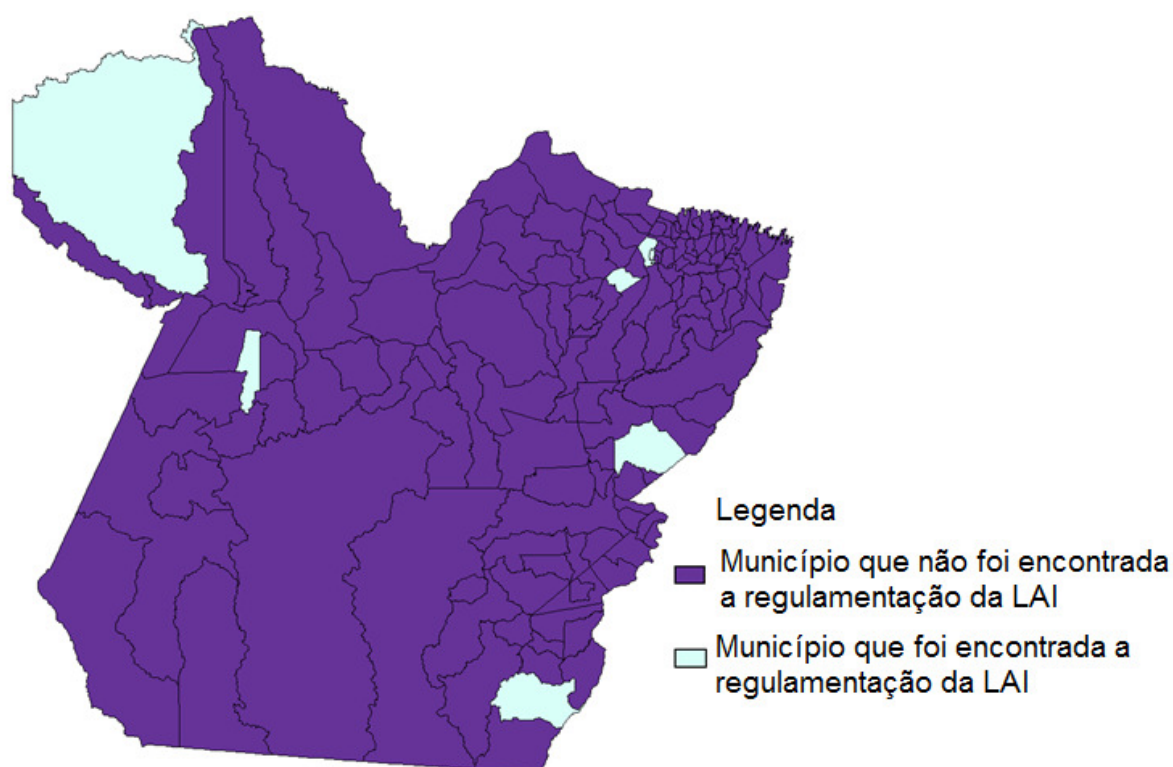 Legenda
Município que não foi encontrada
a regulamentação da LAI
Município que foi encontrada a
regulamentação da LAI